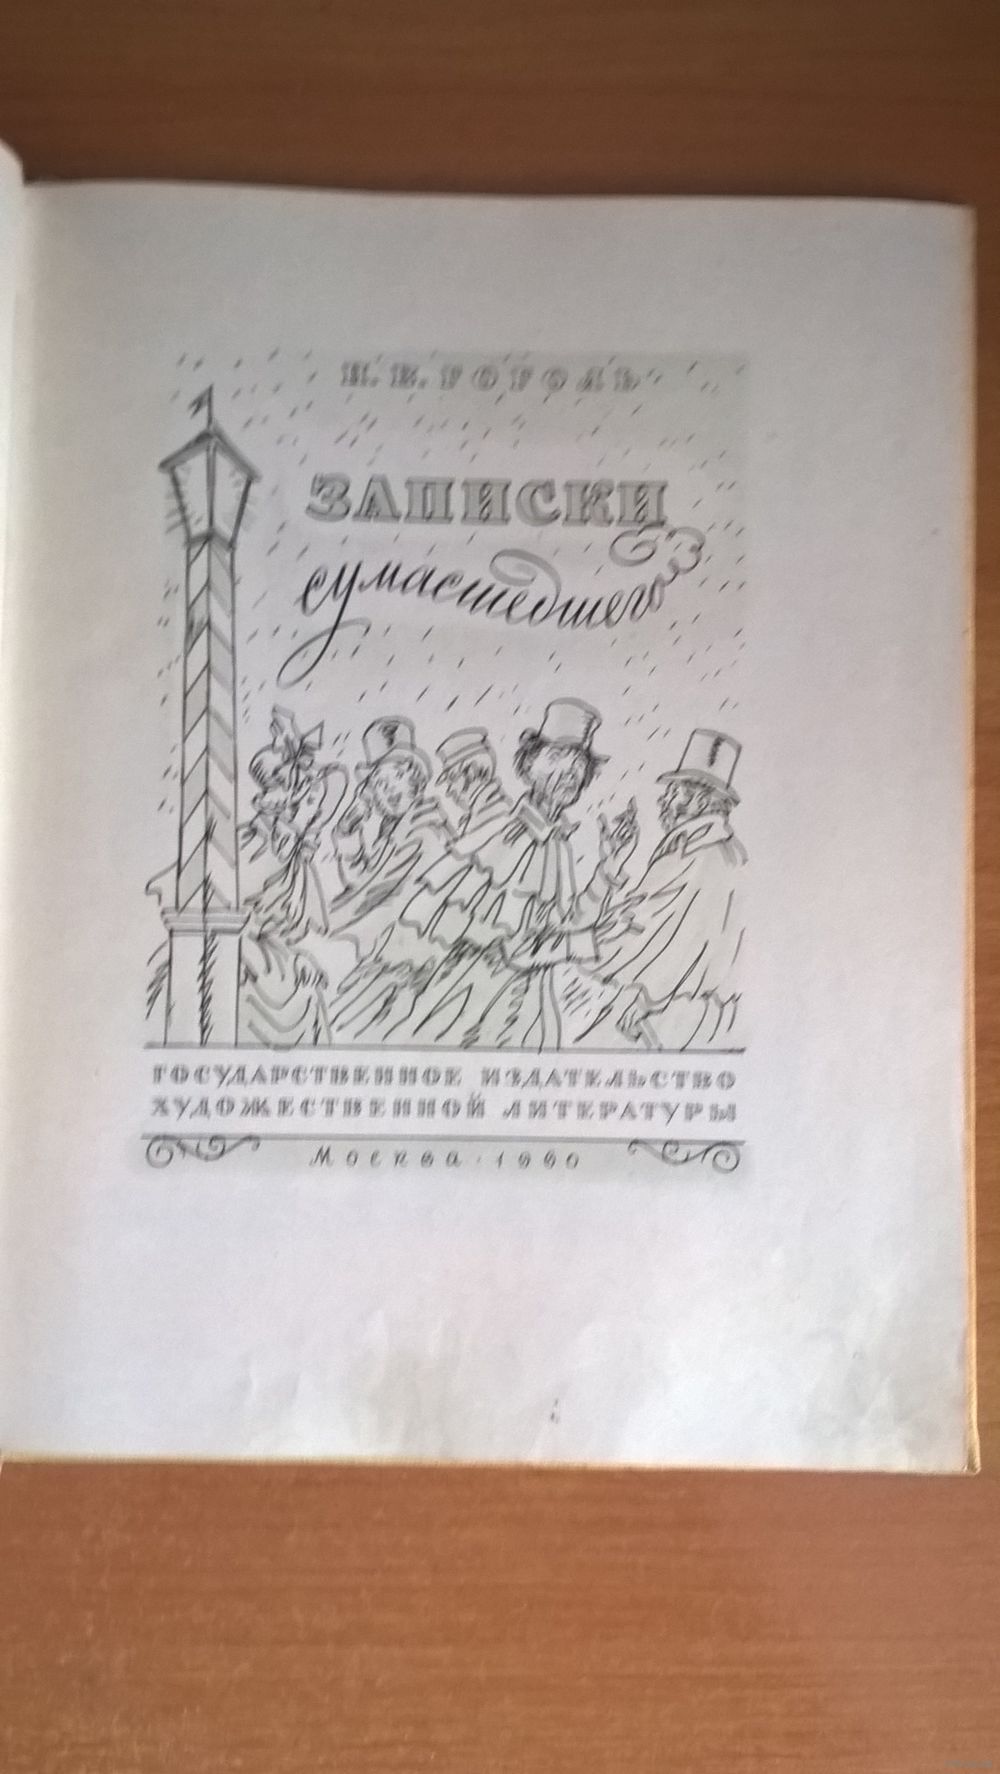 Н. В. ГОГОЛЬ
ЗАПИСКИ
сумасшедшего
ГОСУДАРСТВЕННОЕ ИЗДАТЕЛЬСТВО
ХУДОЖЕСТВЕННОЙ ЛИТЕРАТУРЫ
Москва · 1960